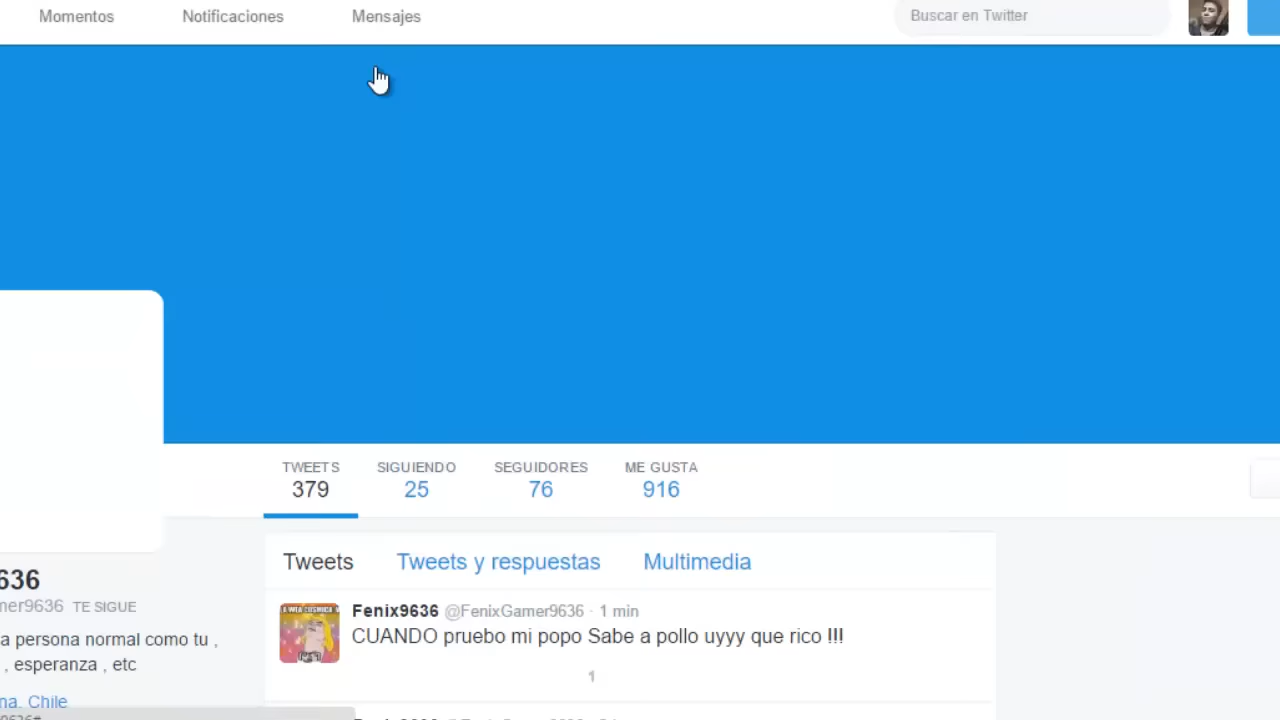 Momentos Notificaciones Mensajes Buscar en Twitter
TWEETS SIGUIENDO SEGUIDORES ME GUSTA
379 25 76 916
Tweets Tweets y respuestas Multimedia
636
mer9636 TE SIGUE
a persona normal como tu ,
, esperanza , etc
na, Chile
Fenix9636 @FenixGamer9636 · 1 min
CUANDO pruebo mi popo Sabe a pollo uyyy que rico !!!
1